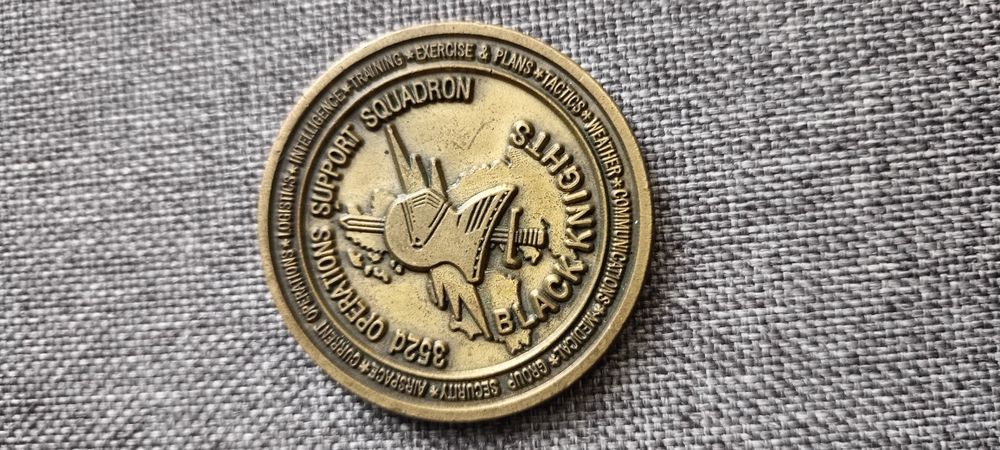 352d OPERATIONS SUPPORT SQUADRON
BLACK KNIGHTS
CURRENT OPERATIONS * LOGISTICS * INTELLIGENCE * TRAINING * EXERCISE & PLANS * TACTICS * WEATHER * COMMUNICATIONS * MEDICAL * GROUP SECURITY * AIRSPACE *